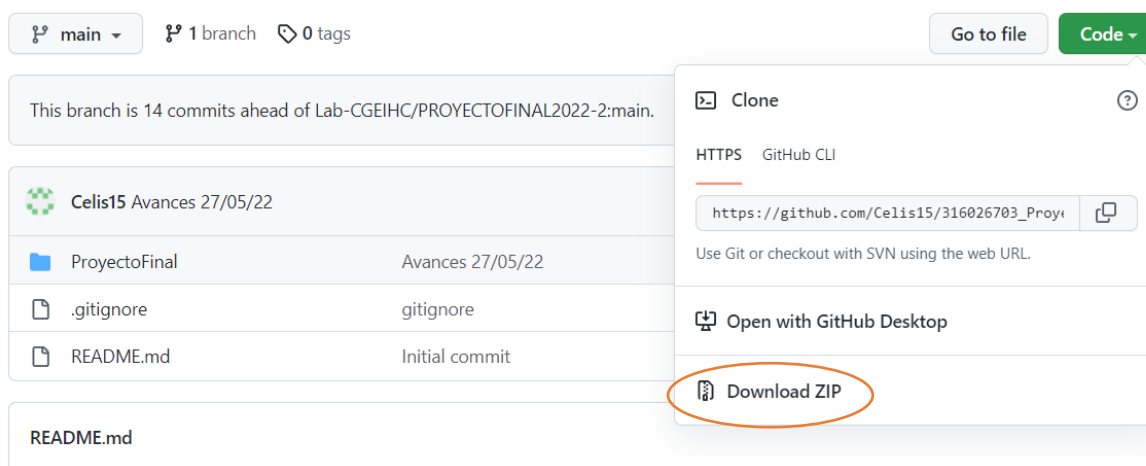 main
1 branch
0 tags
Go to file
Code
This branch is 14 commits ahead of Lab-CGEIHC/PROYECTOFINAL2022-2:main.
Celis15 Avances 27/05/22
ProyectoFinal Avances 27/05/22
.gitignore gitignore
README.md Initial commit
README.md
Clone
HTTPS GitHub CLI
https://github.com/Celis15/316026703_Proye
Use Git or checkout with SVN using the web URL.
Open with GitHub Desktop
Download ZIP